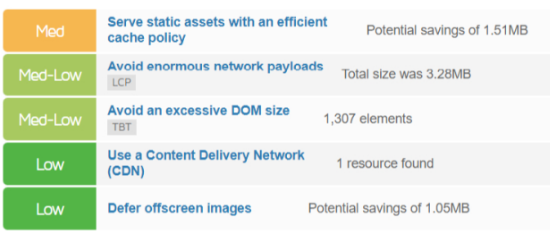 Med
Serve static assets with an efficient
cache policy
Potential savings of 1.51MB
Med-Low
Avoid enormous network payloads
LCP
Total size was 3.28MB
Med-Low
Avoid an excessive DOM size
TBT
1,307 elements
Low
Use a Content Delivery Network
(CDN)
1 resource found
Low
Defer offscreen images
Potential savings of 1.05MB